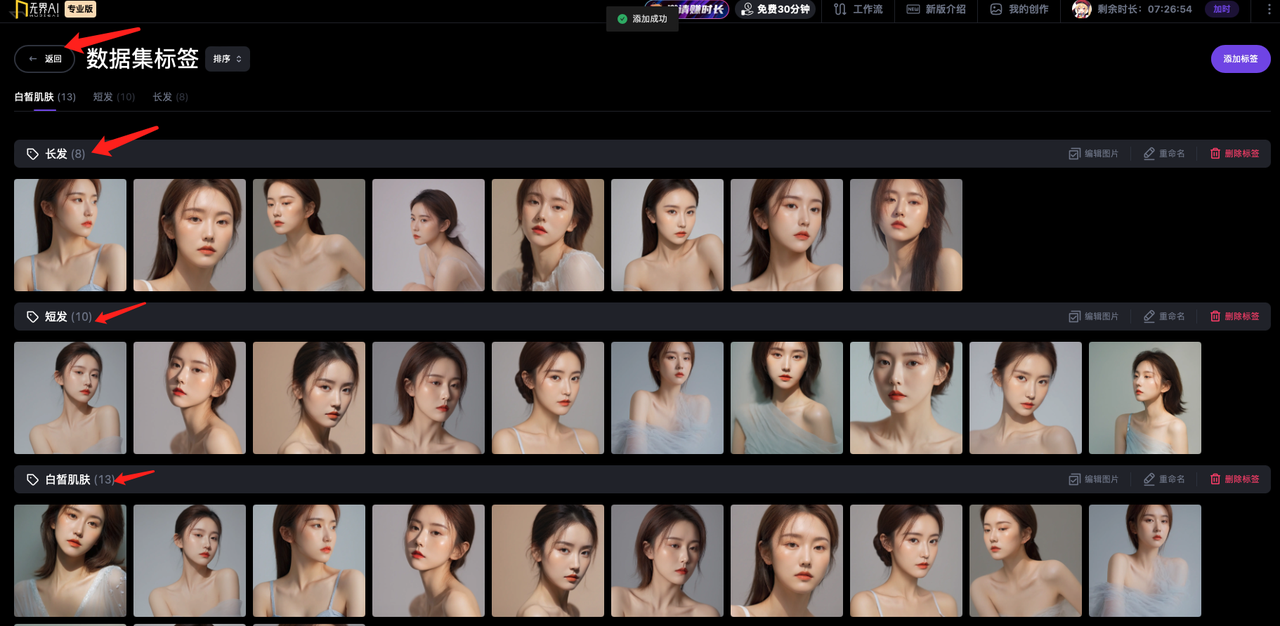 无界AI 专业版
邀请赚时长 免费30分钟 工作流 NEW 新版介绍 我的创作 剩余时长：07:26:54 加时
添加成功
← 返回 数据集标签 排序 添加标签
白皙肌肤 (13) 短发 (10) 长发 (8)
长发 (8) 编辑图片 重命名 删除标签
短发 (10) 编辑图片 重命名 删除标签
白皙肌肤 (13) 编辑图片 重命名 删除标签